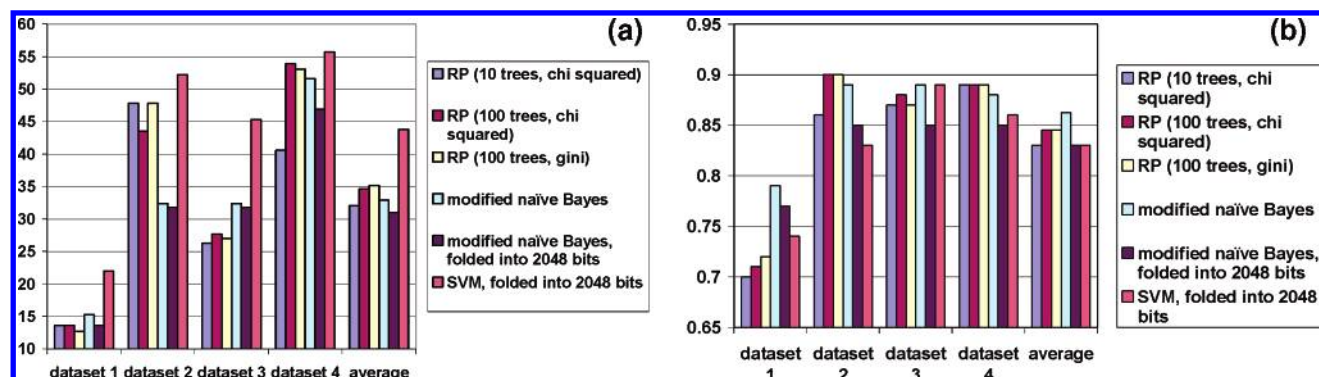 60
55
50
45
40
35
30
25
20
15
10
dataset 1 dataset 2 dataset 3 dataset 4 average
(a)
RP (10 trees, chi squared)
RP (100 trees, chi
squared)
RP (100 trees, gini)
modified naïve Bayes
modified naïve Bayes,
folded into 2048 bits
SVM, folded into 2048 bits
0.95
0.9
0.85
0.8
0.75
0.7
0.65
dataset dataset dataset dataset average
1 2 3 4
(b)
RP (10 trees, chi
squared)
RP (100 trees, chi
squared)
RP (100 trees, gini)
modified naïve Bayes
modified naïve Bayes,
folded into 2048 bits
SVM, folded into 2048
bits